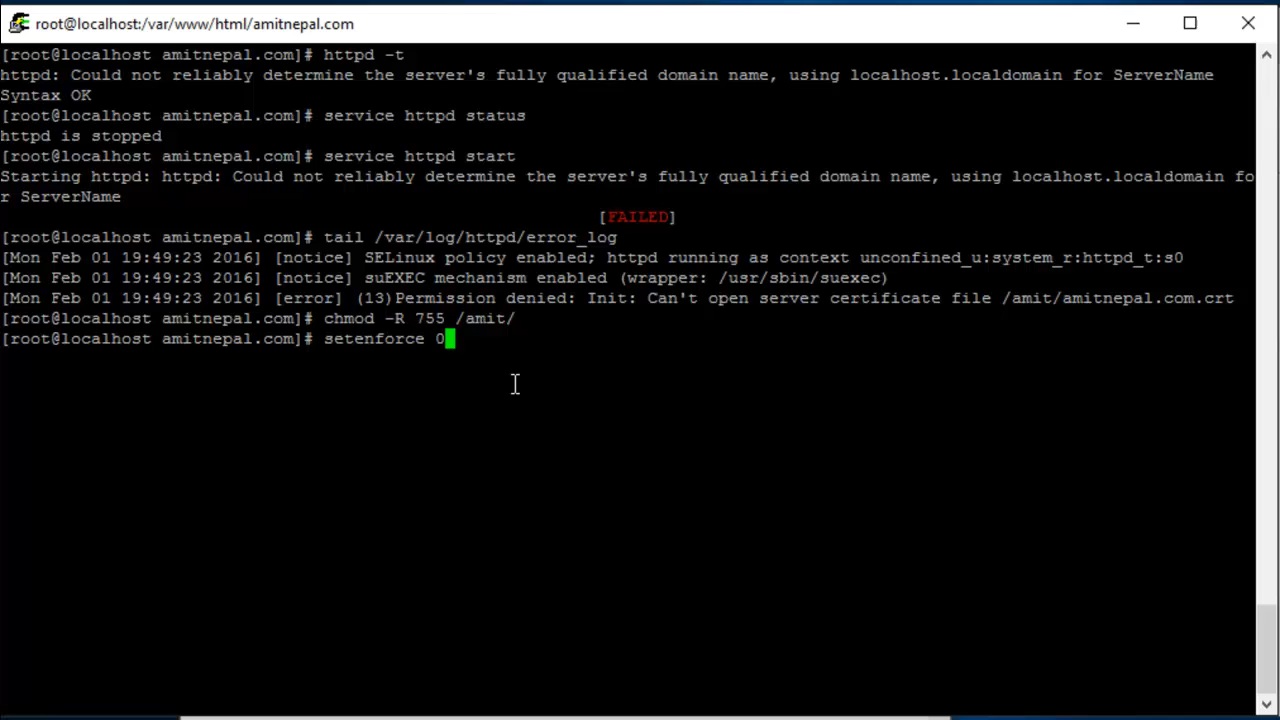 root@localhost:/var/www/html/amitnepal.com
[root@localhost amitnepal.com]# httpd -t
httpd: Could not reliably determine the server's fully qualified domain name, using localhost.localdomain for ServerName
Syntax OK
[root@localhost amitnepal.com]# service httpd status
httpd is stopped
[root@localhost amitnepal.com]# service httpd start
Starting httpd: httpd: Could not reliably determine the server's fully qualified domain name, using localhost.localdomain fo
r ServerName
[FAILED]
[root@localhost amitnepal.com]# tail /var/log/httpd/error_log
[Mon Feb 01 19:49:23 2016] [notice] SELinux policy enabled; httpd running as context unconfined_u:system_r:httpd_t:s0
[Mon Feb 01 19:49:23 2016] [notice] suEXEC mechanism enabled (wrapper: /usr/sbin/suexec)
[Mon Feb 01 19:49:23 2016] [error] (13)Permission denied: Init: Can't open server certificate file /amit/amitnepal.com.crt
[root@localhost amitnepal.com]# chmod -R 755 /amit/
[root@localhost amitnepal.com]# setenforce 0